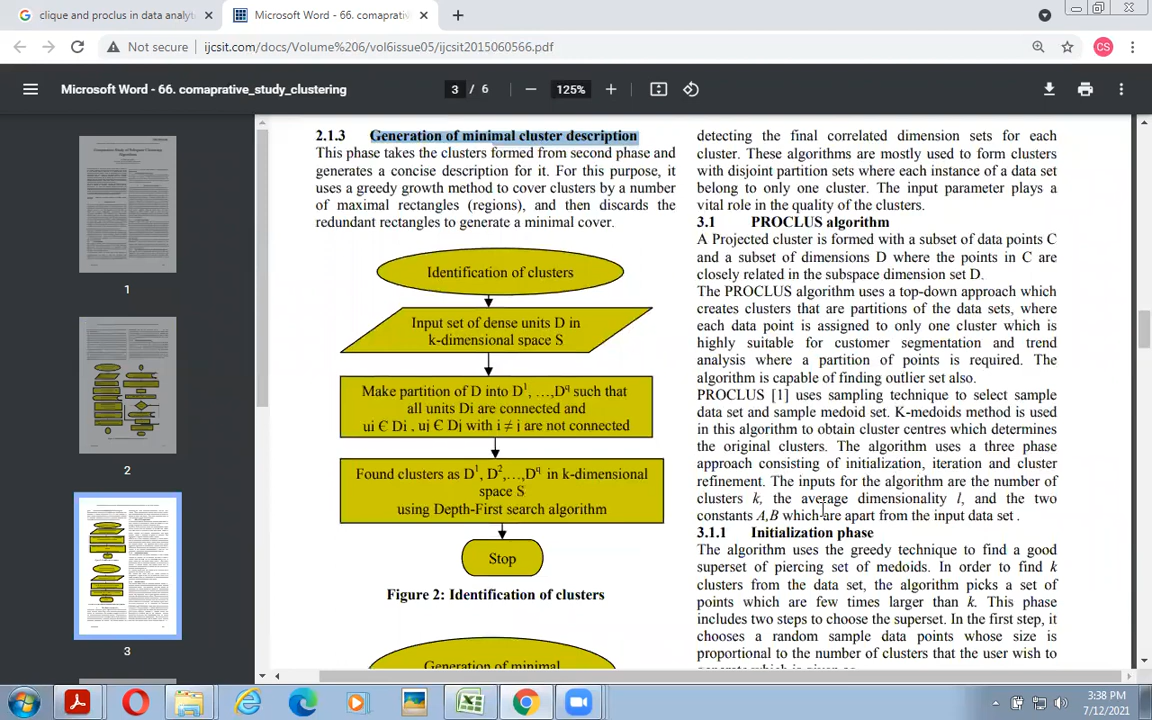 clique and proclus in data analyt
Microsoft Word - 66. comaprative
Not secure
ijcsit.com/docs/Volume%206/vol6issue05/ijcsit2015060566.pdf
CS
Microsoft Word - 66. comaprative_study_clustering
3 / 6
125%
1
2
3
2.1.3 Generation of minimal cluster description
This phase takes the clusters formed from second phase and
generates a concise description for it. For this purpose, it
uses a greedy growth method to cover clusters by a number
of maximal rectangles (regions), and then discards the
redundant rectangles to generate a minimal cover.
Identification of clusters
Input set of dense units D in
k-dimensional space S
Make partition of D into D¹, …,Dq such that
all units Di are connected and
ui Є Di , uj Є Dj with i ≠ j are not connected
Found clusters as D¹, D²,…,Dq in k-dimensional
space S
using Depth-First search algorithm
Stop
Figure 2: Identification of clusters
Generation of minimal
detecting the final correlated dimension sets for each
cluster. These algorithms are mostly used to form clusters
with disjoint partition sets where each instance of a data set
belong to only one cluster. The input parameter plays a
vital role in the quality of the clusters.
3.1 PROCLUS algorithm
A Projected cluster is formed with a subset of data points C
and a subset of dimensions D where the points in C are
closely related in the subspace dimension set D.
The PROCLUS algorithm uses a top-down approach which
creates clusters that are partitions of the data sets, where
each data point is assigned to only one cluster which is
highly suitable for customer segmentation and trend
analysis where a partition of points is required. The
algorithm is capable of finding outlier set also.
PROCLUS [1] uses sampling technique to select sample
data set and sample medoid set. K-medoids method is used
in this algorithm to obtain cluster centres which determines
the original clusters. The algorithm uses a three phase
approach consisting of initialization, iteration and cluster
refinement. The inputs for the algorithm are the number of
clusters k, the average dimensionality l, and the two
constants A,B which are apart from the input data set .
3.1.1 Initialization phase
The algorithm uses the greedy technique to find a good
superset of piercing set of medoids. In order to find k
clusters from the data set, the algorithm picks a set of
points which are few times larger than k. This phase
includes two steps to choose the superset. In the first step, it
chooses a random sample data points whose size is
proportional to the number of clusters that the user wish to
3:38 PM
7/12/2021